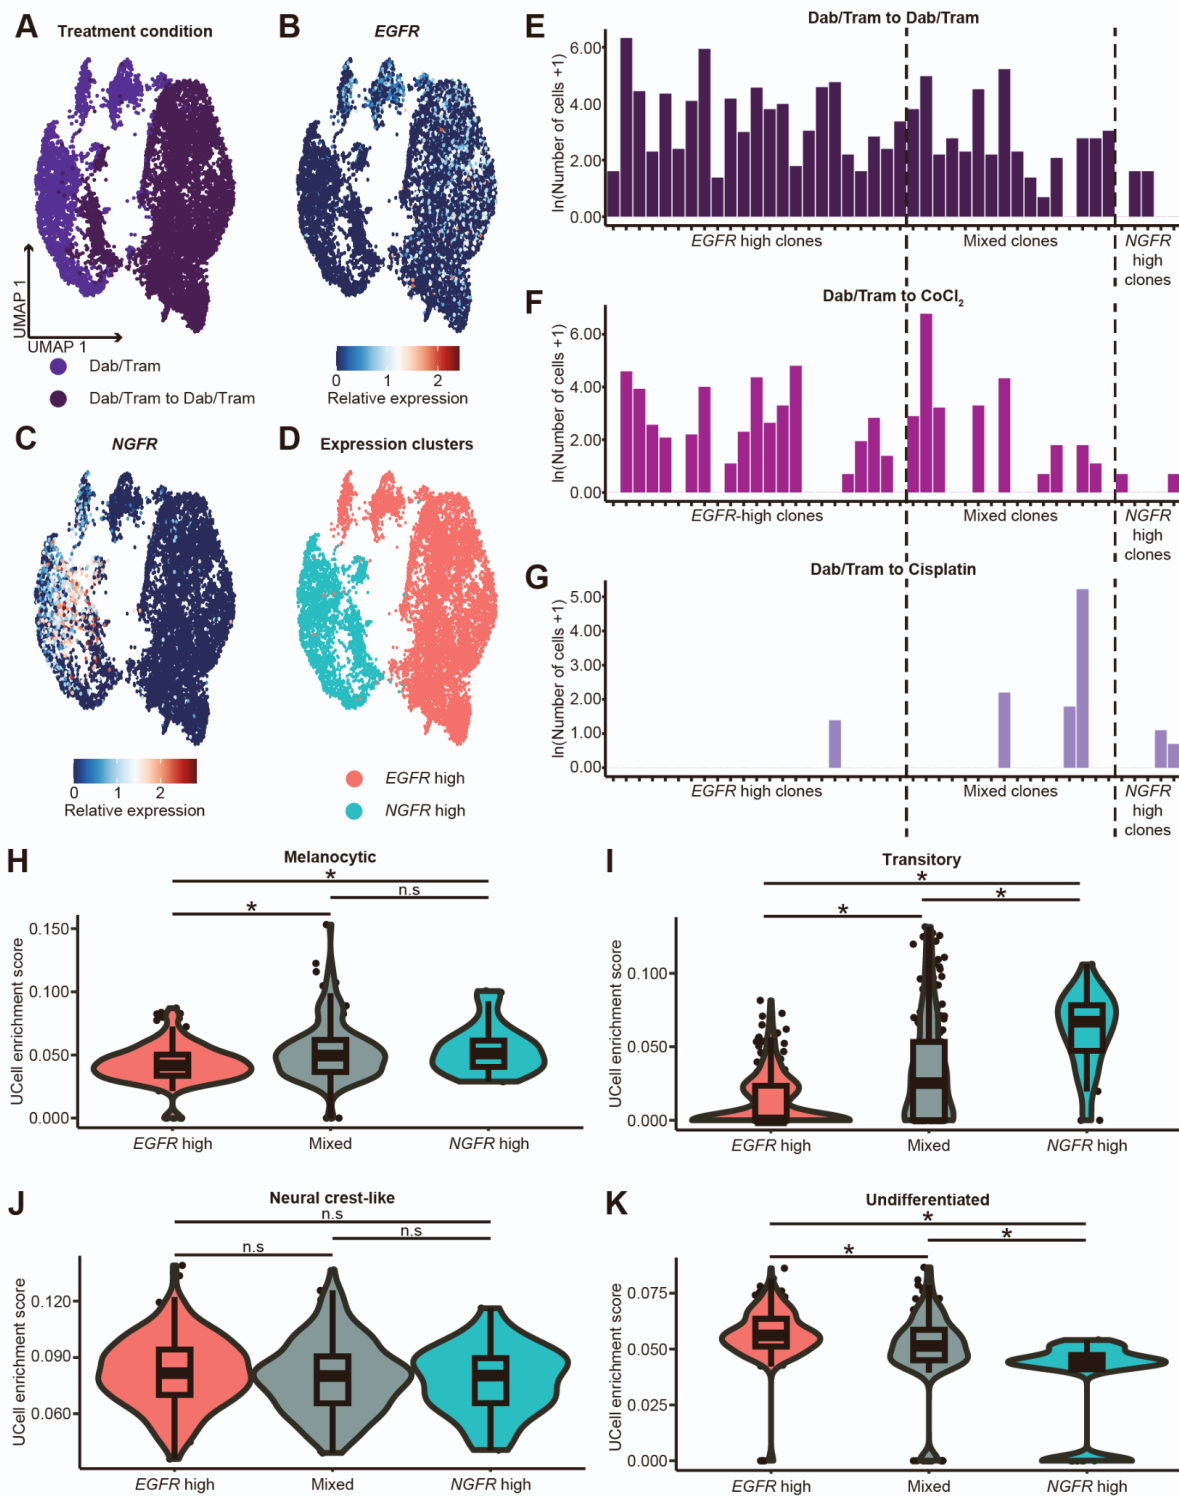 A Treatment condition
UMAP 1
UMAP 1
Dab/Tram
Dab/Tram to Dab/Tram
B EGFR
0 1 2
Relative expression
C NGFR
0 1 2
Relative expression
D Expression clusters
EGFR high
NGFR high
E Dab/Tram to Dab/Tram
ln(Number of cells +1)
6.00
4.00
2.00
0.00
EGFR high clones Mixed clones NGFR
high
clones
F Dab/Tram to CoCl2
ln(Number of cells +1)
6.00
4.00
2.00
0.00
EGFR-high clones Mixed clones NGFR
high
clones
G Dab/Tram to Cisplatin
ln(Number of cells +1)
5.00
4.00
3.00
2.00
1.00
0.00
EGFR high clones Mixed clones NGFR
high
clones
H Melanocytic
*
n.s
*
UCell enrichment score
0.150
0.100
0.050
0.000
EGFR high Mixed NGFR high
I Transitory
*
*
*
UCell enrichment score
0.100
0.050
0.000
EGFR high Mixed NGFR high
J Neural crest-like
n.s
n.s
n.s
UCell enrichment score
0.120
0.090
0.060
EGFR high Mixed NGFR high
K Undifferentiated
*
*
*
UCell enrichment score
0.075
0.050
0.025
0.000
EGFR high Mixed NGFR high